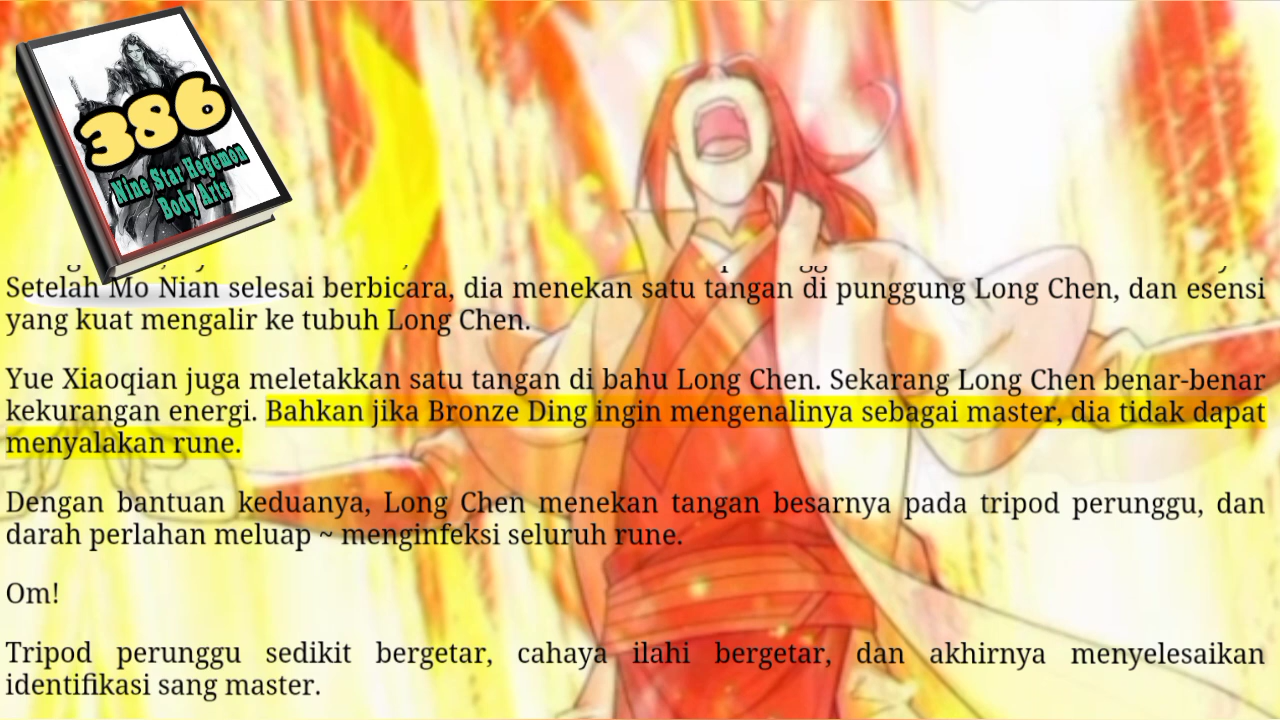 386
Nine Star Hegemon
Body Arts
Setelah Mo Nian selesai berbicara, dia menekan satu tangan di punggung Long Chen, dan esensi
yang kuat mengalir ke tubuh Long Chen.
Yue Xiaoqian juga meletakkan satu tangan di bahu Long Chen. Sekarang Long Chen benar-benar
kekurangan energi. Bahkan jika Bronze Ding ingin mengenalinya sebagai master, dia tidak dapat
menyalakan rune.
Dengan bantuan keduanya, Long Chen menekan tangan besarnya pada tripod perunggu, dan
darah perlahan meluap ~ menginfeksi seluruh rune.
Om!
Tripod perunggu sedikit bergetar, cahaya ilahi bergetar, dan akhirnya menyelesaikan
identifikasi sang master.